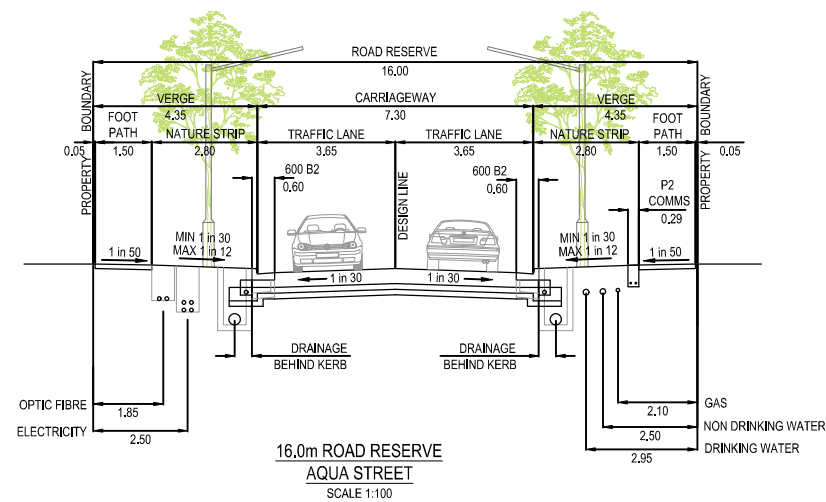 ROAD RESERVE
16.00
VERGE
4.35
CARRIAGEWAY
7.30
VERGE
4.35
PROPERTY BOUNDARY
FOOT
PATH
NATURE STRIP
TRAFFIC LANE
TRAFFIC LANE
NATURE STRIP
FOOT
PATH
PROPERTY BOUNDARY
0.05
1.50
2.80
3.65
3.65
2.80
1.50
0.05
600 B2
0.60
DESIGN LINE
600 B2
0.60
P2
COMMS
0.29
1 in 50
MIN 1 in 30
MAX 1 in 12
MIN 1 in 30
MAX 1 in 12
1 in 50
1 in 30
1 in 30
DRAINAGE
BEHIND KERB
DRAINAGE
BEHIND KERB
OPTIC FIBRE
1.85
ELECTRICITY
2.50
GAS
2.10
NON DRINKING WATER
2.50
DRINKING WATER
2.95
16.0m ROAD RESERVE
AQUA STREET
SCALE 1:100